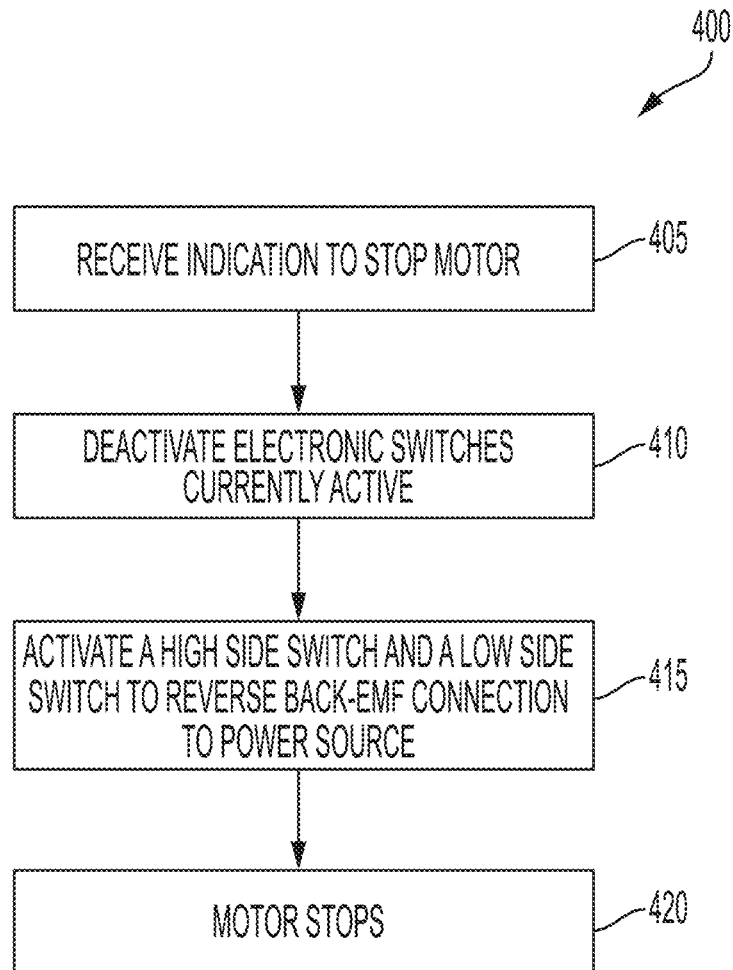 400
RECEIVE INDICATION TO STOP MOTOR
405
DEACTIVATE ELECTRONIC SWITCHES
CURRENTLY ACTIVE
410
ACTIVATE A HIGH SIDE SWITCH AND A LOW SIDE
SWITCH TO REVERSE BACK-EMF CONNECTION
TO POWER SOURCE
415
MOTOR STOPS
420